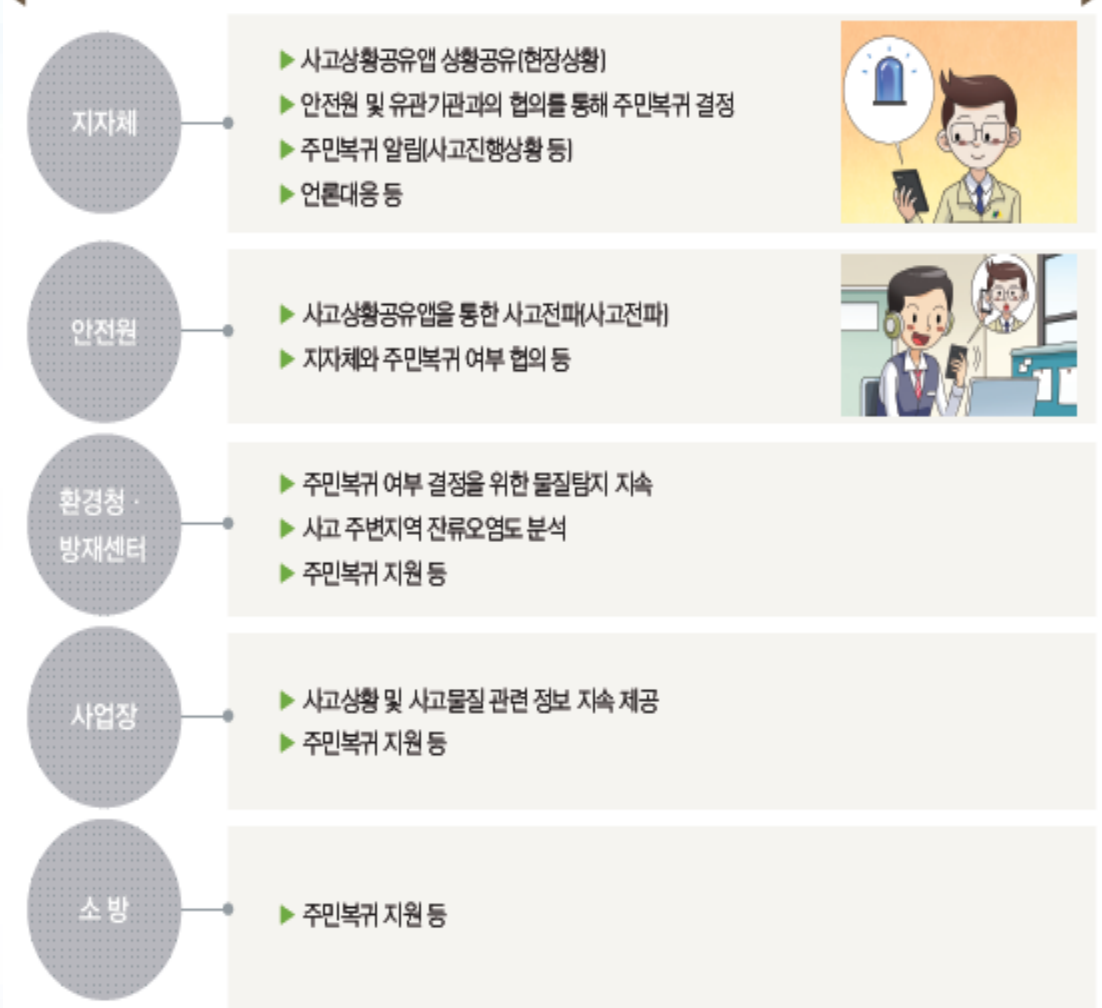 지자체
▶ 사고상황공유앱 상황공유(현장상황)
▶ 안전원 및 유관기관과의 협의를 통해 주민복귀 결정
▶ 주민복귀 알림(사고진행상황 등)
▶ 언론대응 등
안전원
▶ 사고상황공유앱을 통한 사고전파(사고전파)
▶ 지자체와 주민복귀 여부 협의 등
환경청 ·
방재센터
▶ 주민복귀 여부 결정을 위한 물질탐지 지속
▶ 사고 주변지역 잔류오염도 분석
▶ 주민복귀 지원 등
사업장
▶ 사고상황 및 사고물질 관련 정보 지속 제공
▶ 주민복귀 지원 등
소 방
▶ 주민복귀 지원 등